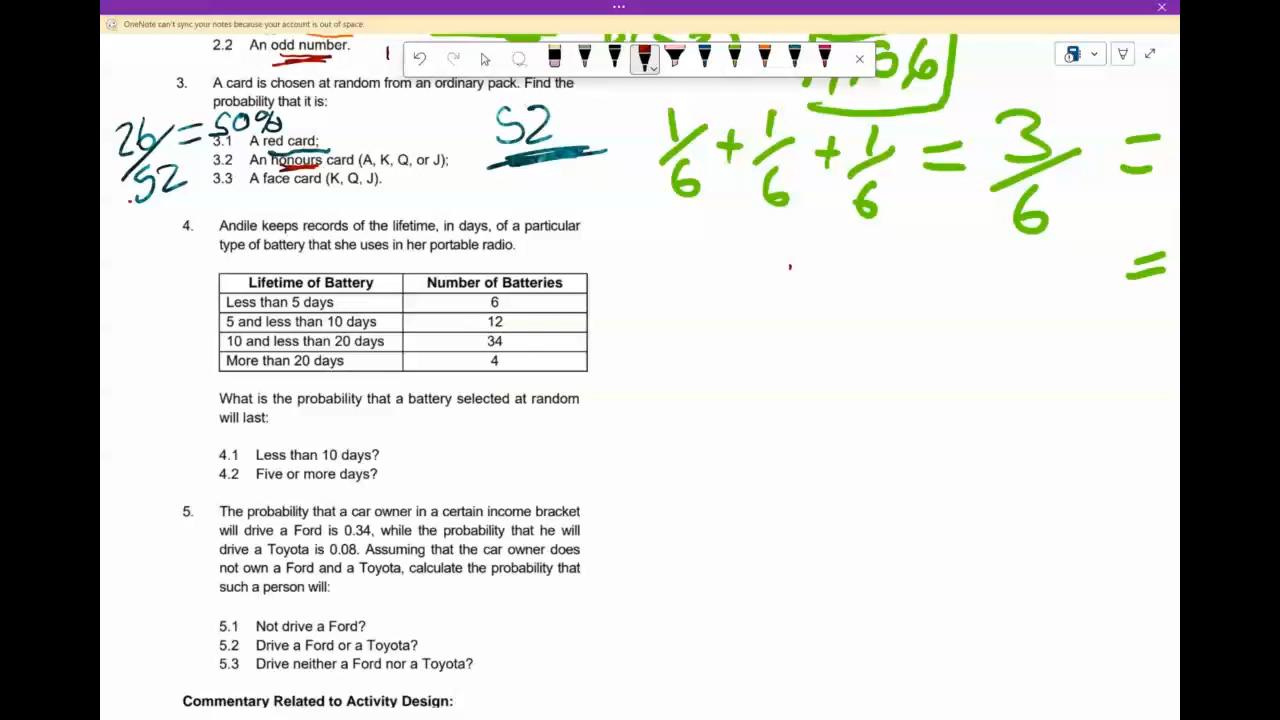 OneNote can't sync your notes because your account is out of space.
2.2 An odd number.
3. A card is chosen at random from an ordinary pack. Find the
probability that it is:
26/52 = 50%
52
3.1 A red card;
3.2 An honours card (A, K, Q, or J);
3.3 A face card (K, Q, J).
1/6 + 1/6 + 1/6 = 3/6 =
=
4. Andile keeps records of the lifetime, in days, of a particular
type of battery that she uses in her portable radio.
Lifetime of Battery Number of Batteries
Less than 5 days 6
5 and less than 10 days 12
10 and less than 20 days 34
More than 20 days 4
What is the probability that a battery selected at random
will last:
4.1 Less than 10 days?
4.2 Five or more days?
5. The probability that a car owner in a certain income bracket
will drive a Ford is 0.34, while the probability that he will
drive a Toyota is 0.08. Assuming that the car owner does
not own a Ford and a Toyota, calculate the probability that
such a person will:
5.1 Not drive a Ford?
5.2 Drive a Ford or a Toyota?
5.3 Drive neither a Ford nor a Toyota?
Commentary Related to Activity Design: